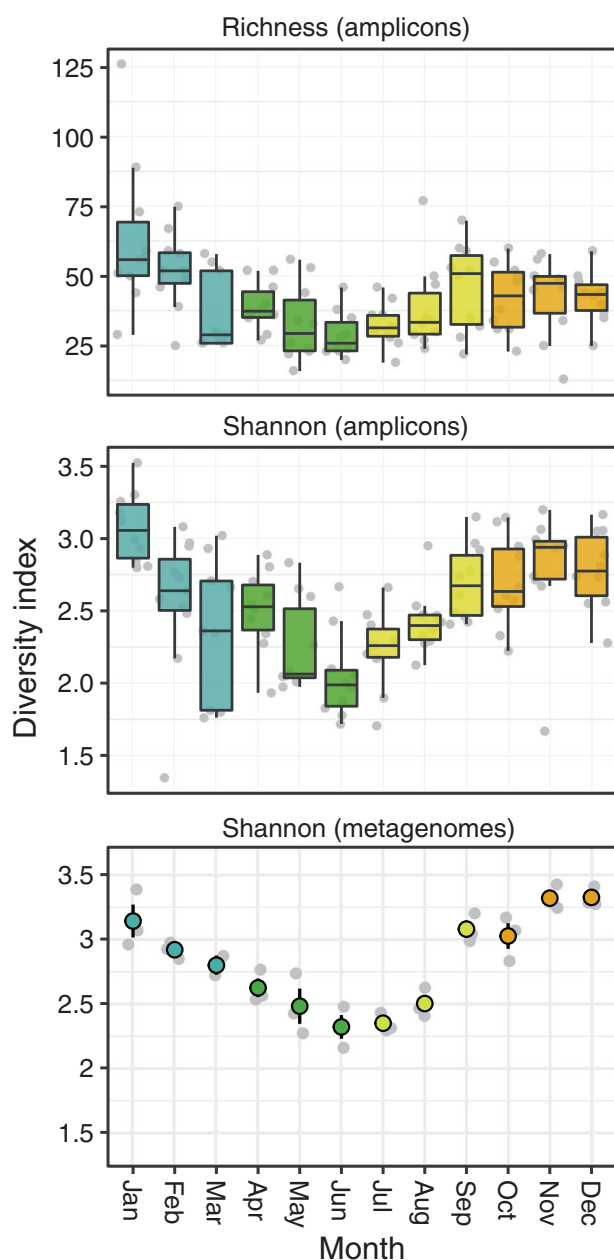 Richness (amplicons)
125
100
75
50
25
Shannon (amplicons)
3.5
3.0
2.5
2.0
1.5
Diversity index
Shannon (metagenomes)
3.5
3
2.5
2
1.5
Jan
Feb
Mar
Apr
May
Jun
Jul
Aug
Sep
Oct
Nov
Dec
Month